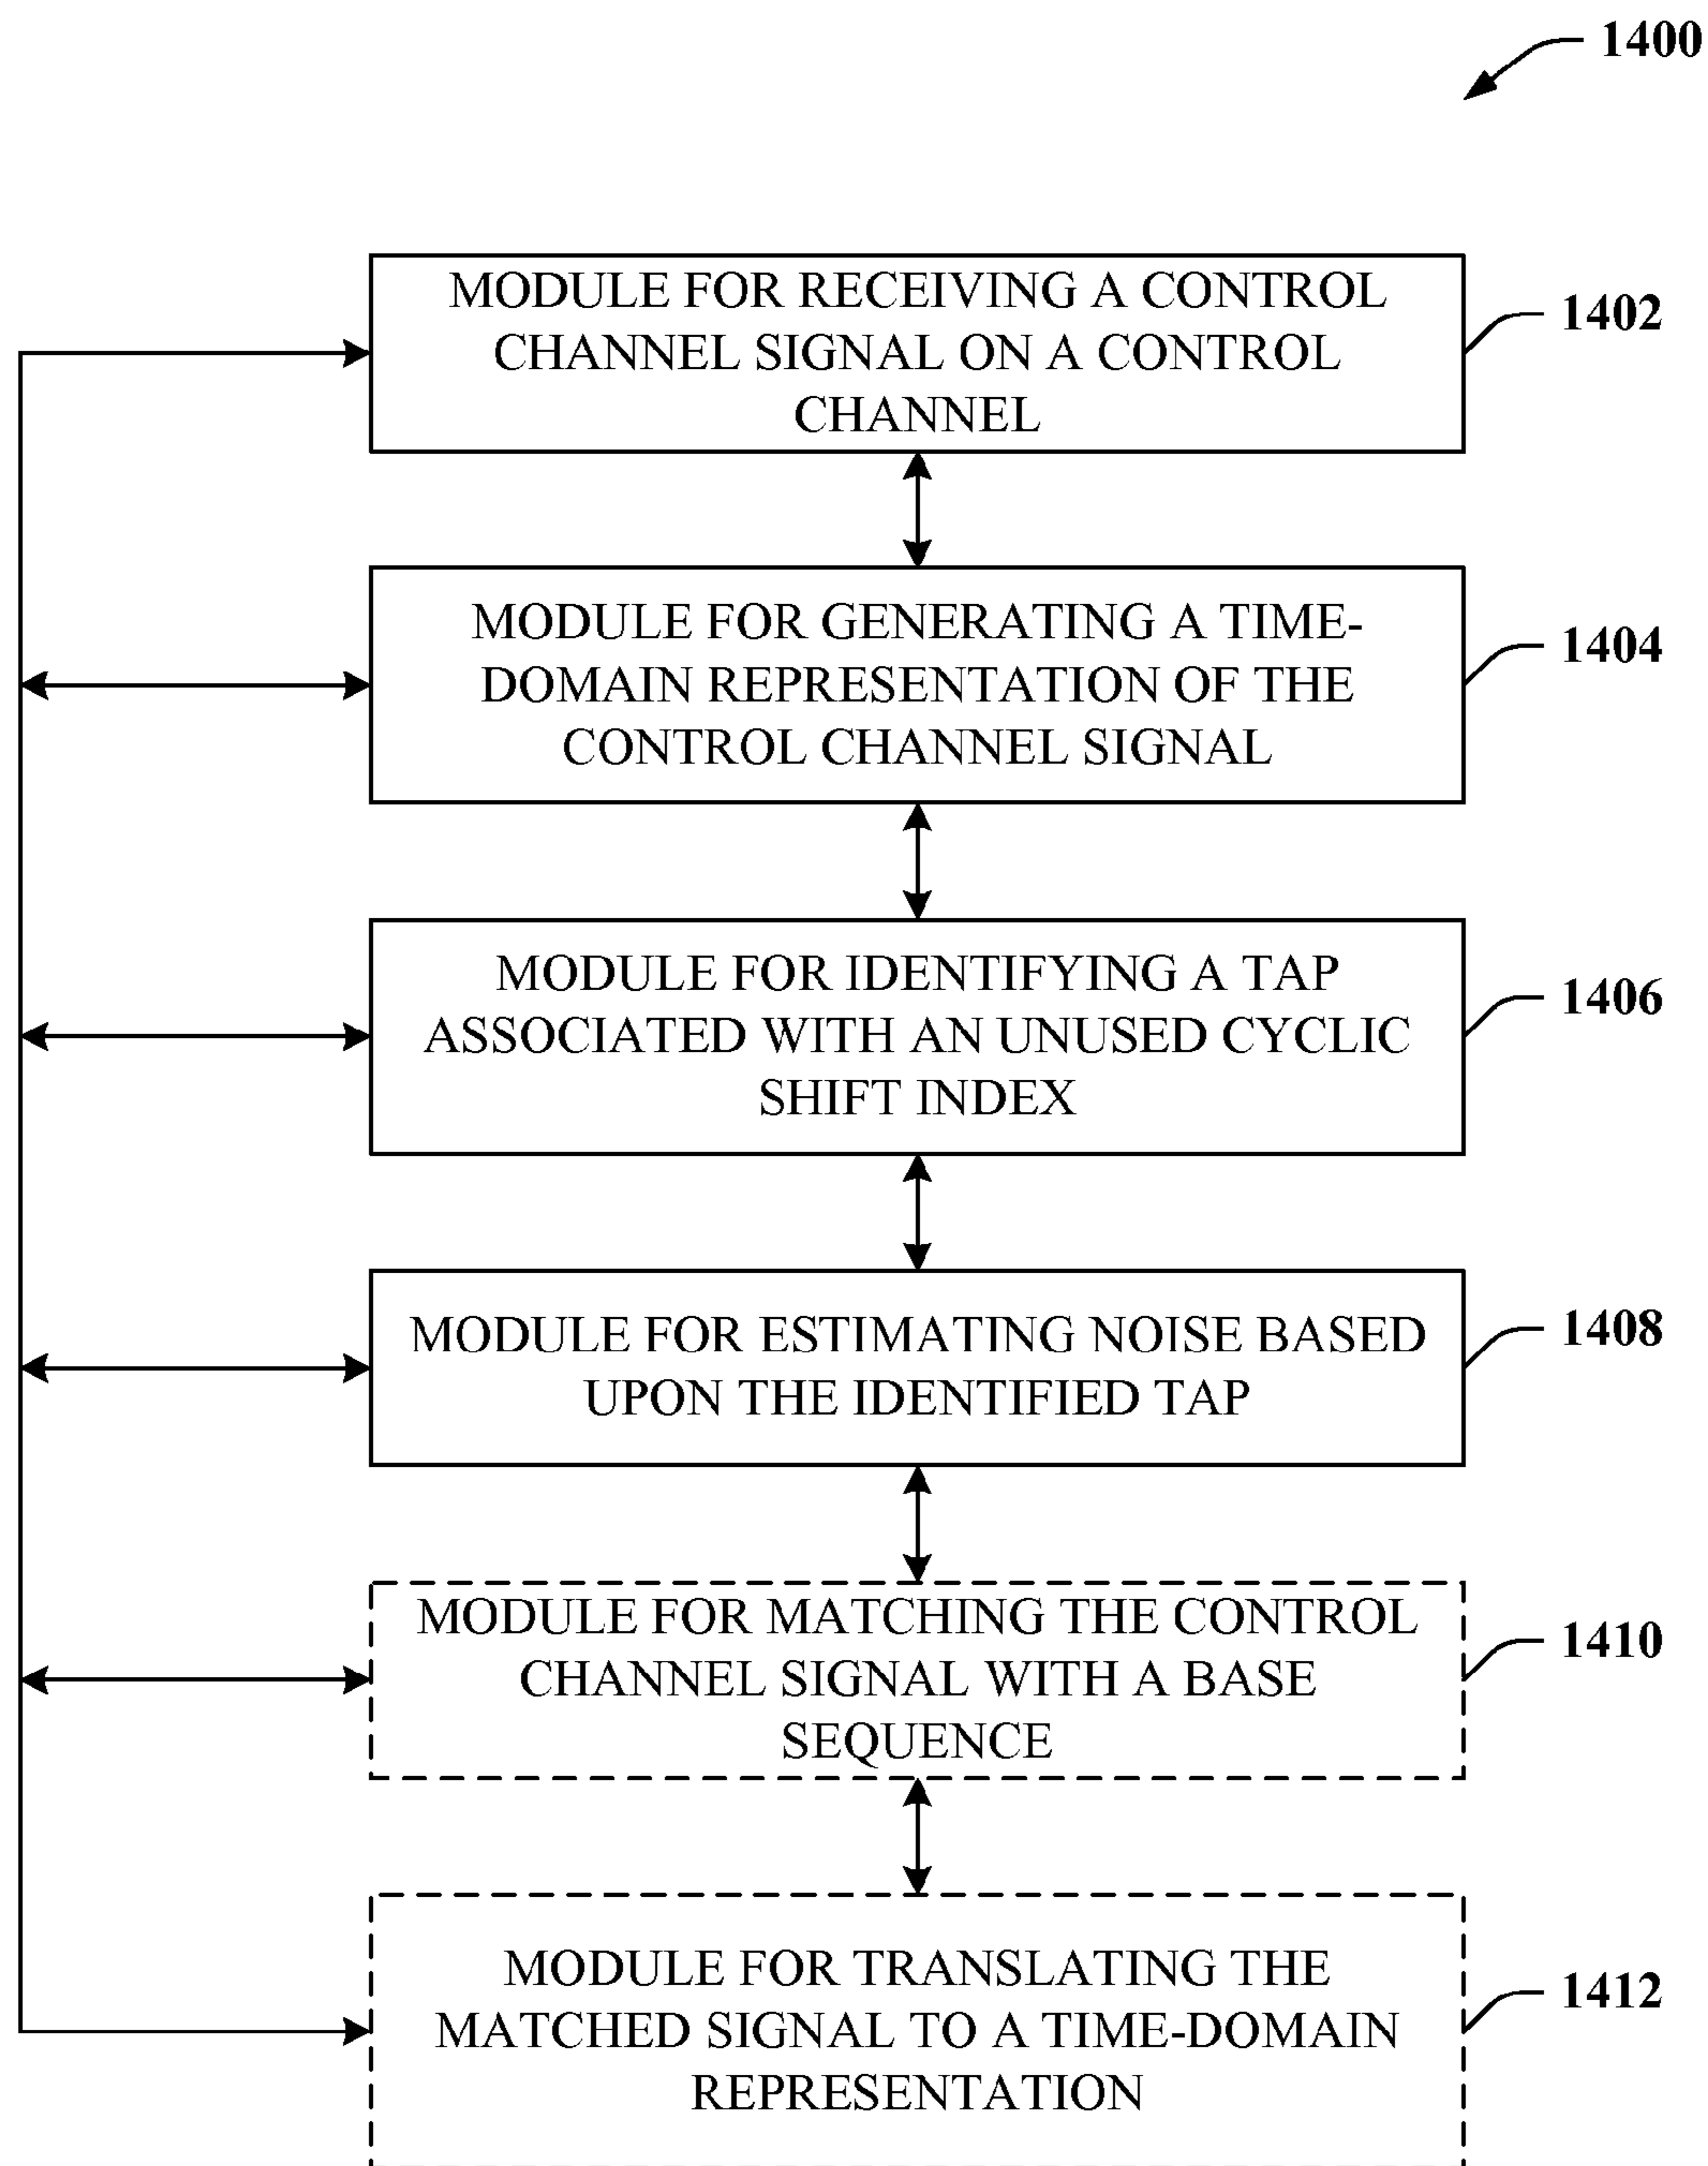 1400
MODULE FOR RECEIVING A CONTROL
CHANNEL SIGNAL ON A CONTROL
CHANNEL
1402
MODULE FOR GENERATING A TIME-
DOMAIN REPRESENTATION OF THE
CONTROL CHANNEL SIGNAL
1404
MODULE FOR IDENTIFYING A TAP
ASSOCIATED WITH AN UNUSED CYCLIC
SHIFT INDEX
1406
MODULE FOR ESTIMATING NOISE BASED
UPON THE IDENTIFIED TAP
1408
MODULE FOR MATCHING THE CONTROL
CHANNEL SIGNAL WITH A BASE
SEQUENCE
1410
MODULE FOR TRANSLATING THE
MATCHED SIGNAL TO A TIME-DOMAIN
REPRESENTATION
1412